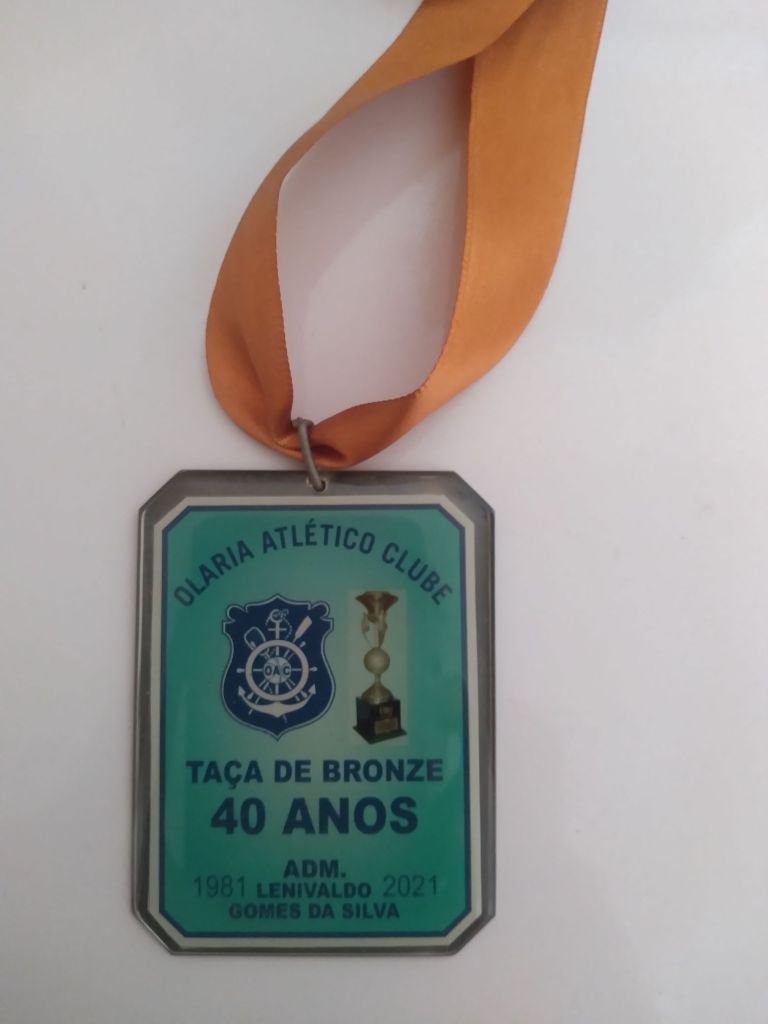 OLARIA ATLÉTICO CLUBE
OAC
TAÇA DE BRONZE
40 ANOS
ADM.
1981 LENIVALDO 2021
GOMES DA SILVA